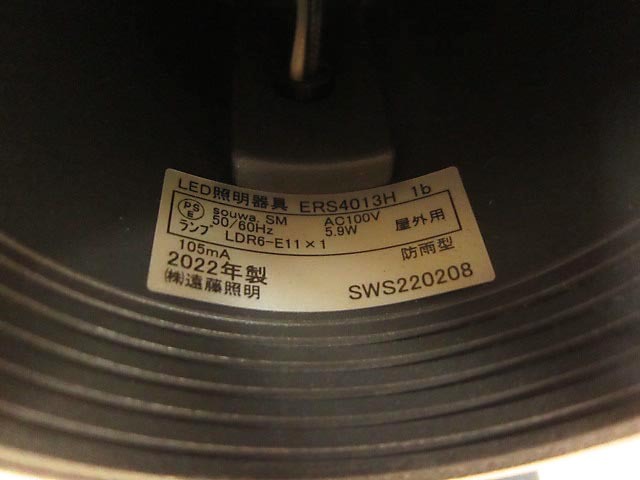 LED照明器具 ERS4013H 1b
PSE souwa. SM AC100V 屋外用
50/60Hz 5.9W
ランプ LDR6-E11×1
105mA 防雨型
2022年製
㈱遠藤照明 SWS220208